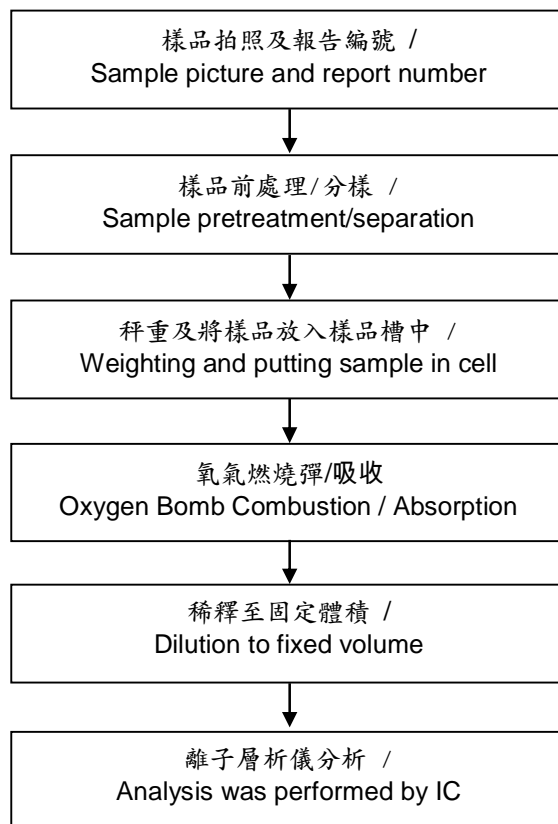 樣品拍照及報告編號 /
Sample picture and report number
樣品前處理/分樣 /
Sample pretreatment/separation
秤重及將樣品放入樣品槽中 /
Weighting and putting sample in cell
氧氣燃燒彈/吸收
Oxygen Bomb Combustion / Absorption
稀釋至固定體積 /
Dilution to fixed volume
離子層析儀分析 /
Analysis was performed by IC